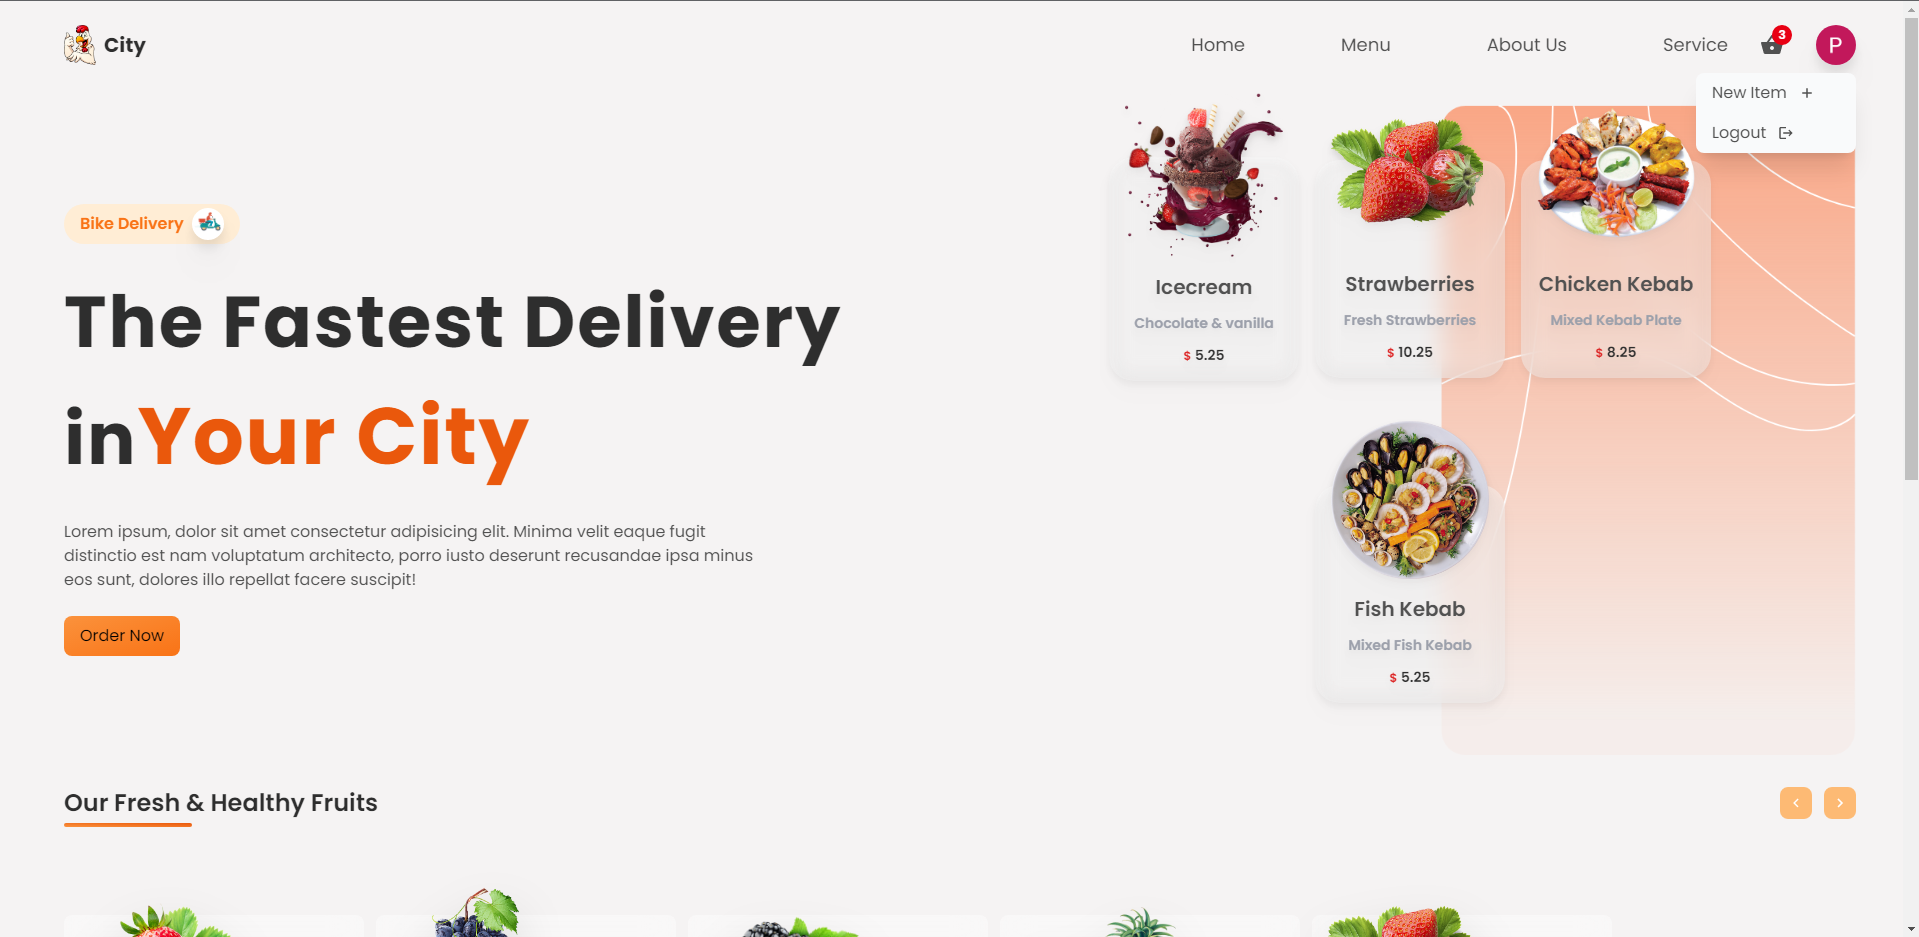 City
Home
Menu
About Us
Service
3
P
New Item +
Logout
Bike Delivery
The Fastest Delivery
inYour City
Lorem ipsum, dolor sit amet consectetur adipisicing elit. Minima velit eaque fugit
distinctio est nam voluptatum architecto, porro iusto deserunt recusandae ipsa minus
eos sunt, dolores illo repellat facere suscipit!
Order Now
Icecream
Chocolate & vanilla
$ 5.25
Strawberries
Fresh Strawberries
$ 10.25
Chicken Kebab
Mixed Kebab Plate
$ 8.25
Fish Kebab
Mixed Fish Kebab
$ 5.25
Our Fresh & Healthy Fruits